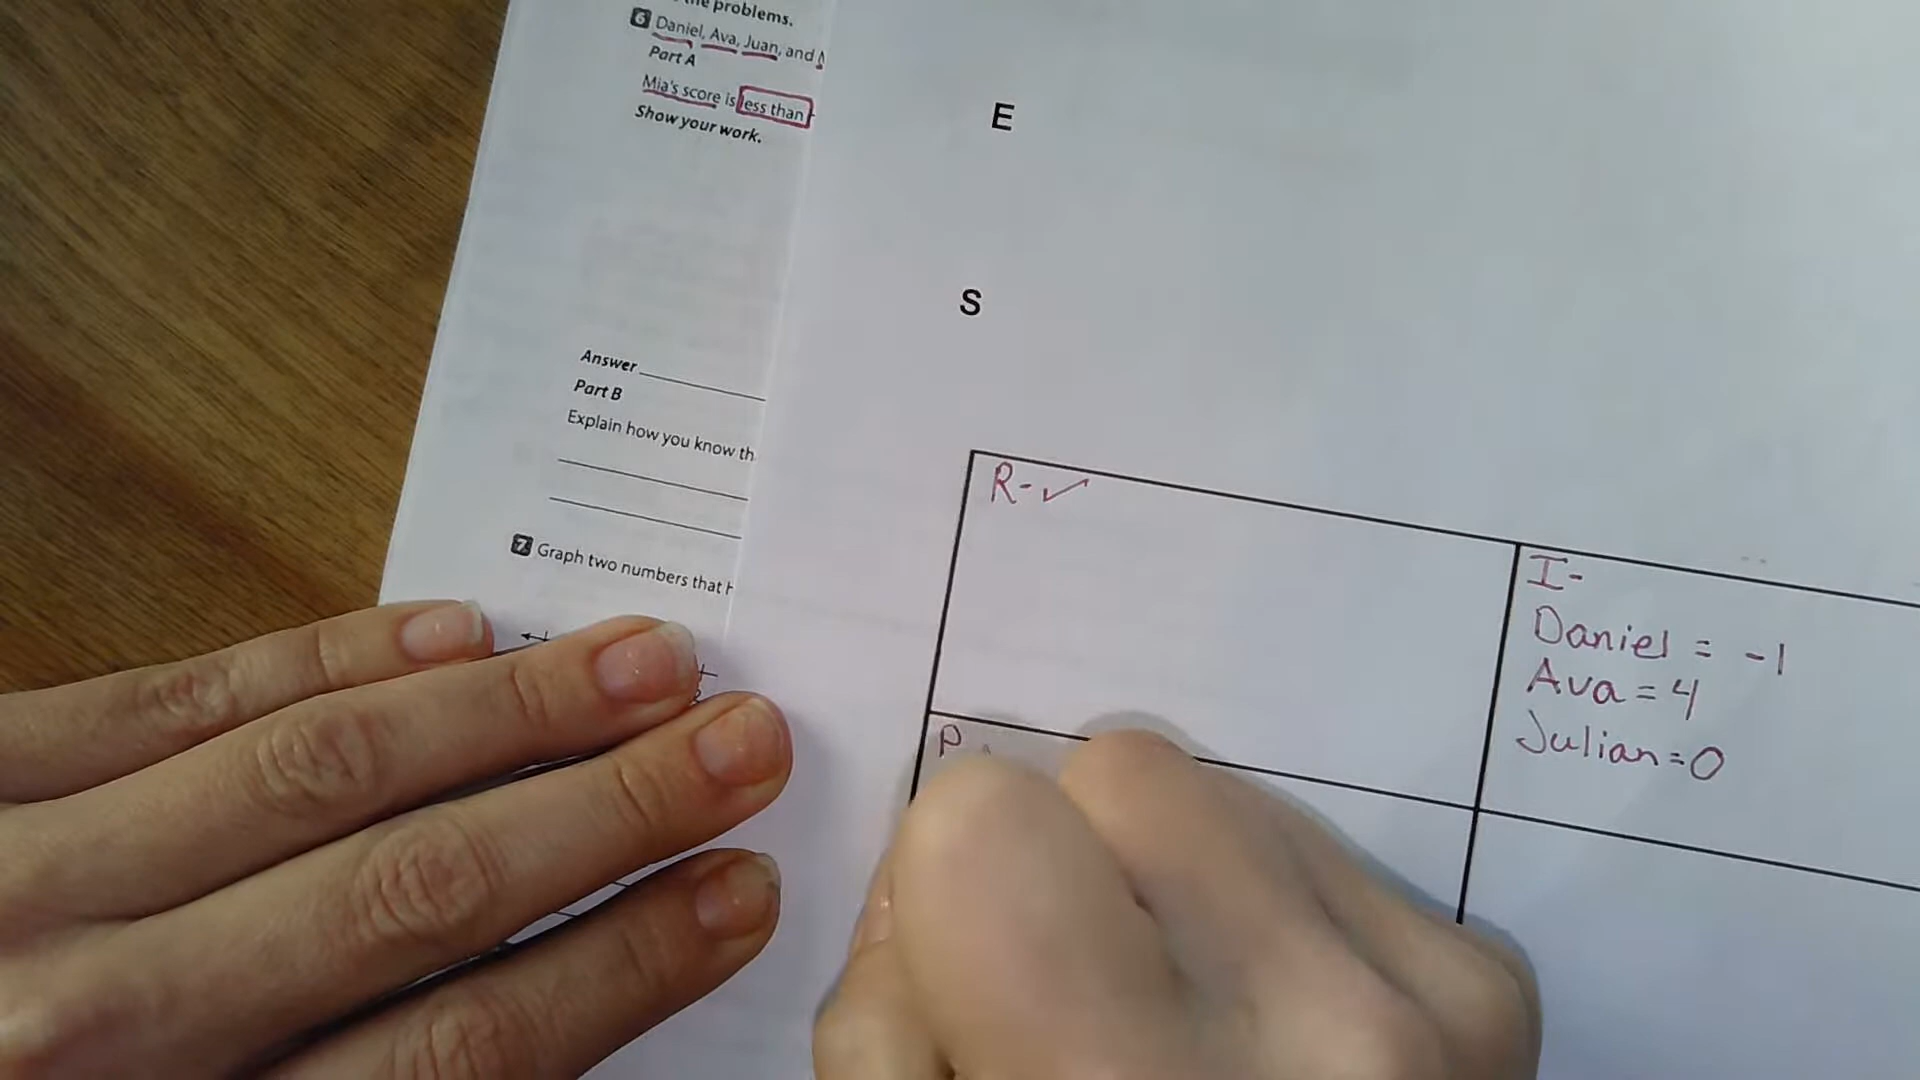 the problems.
6 Daniel, Ava, Juan, and
Part A
Mia's score is less than
Show your work.
Answer
Part B
Explain how you know th
7 Graph two numbers that
E
S
R-✓
I-
Daniel = -1
Ava = 4
Julian=0
P